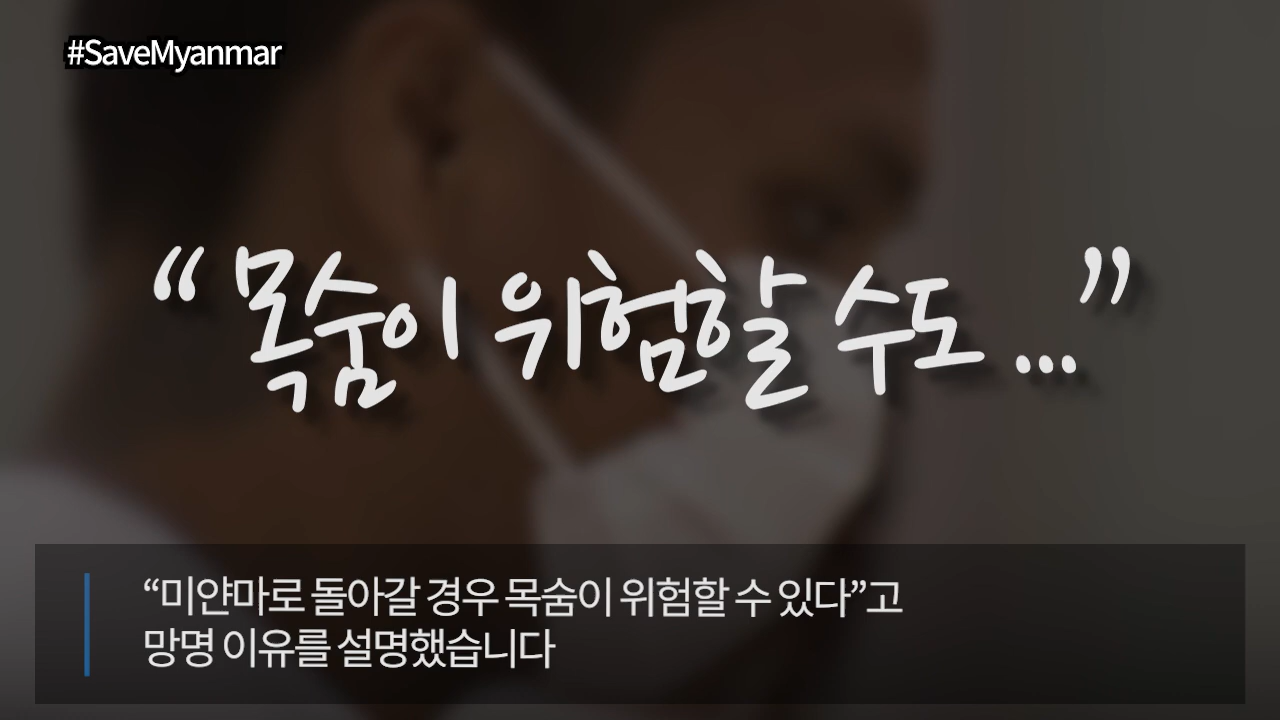 #SaveMyanmar
“목숨이 위험할 수도...”
“미얀마로 돌아갈 경우 목숨이 위험할 수 있다”고
망명 이유를 설명했습니다